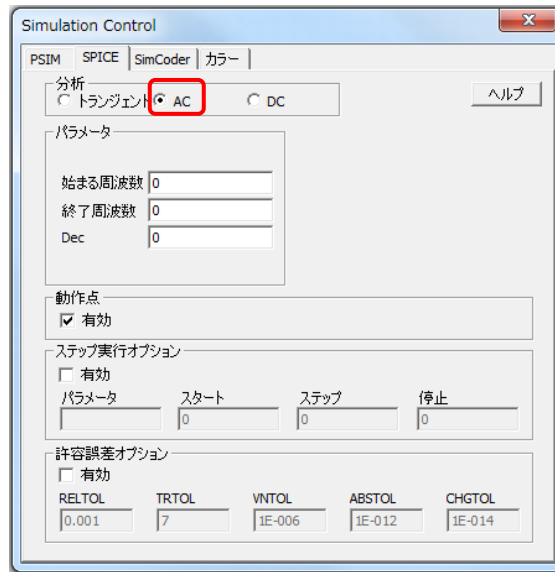 Simulation Control
PSIM SPICE SimCoder カラー
分析
トランジェント AC DC
ヘルプ
パラメータ
始まる周波数 0
終了周波数 0
Dec 0
動作点
有効
ステップ実行オプション
有効
パラメータ スタート ステップ 停止
0 0 0
許容誤差オプション
有効
RELTOL TRTOL VNTOL ABSTOL CHGTOL
0.001 7 1E-006 1E-012 1E-014